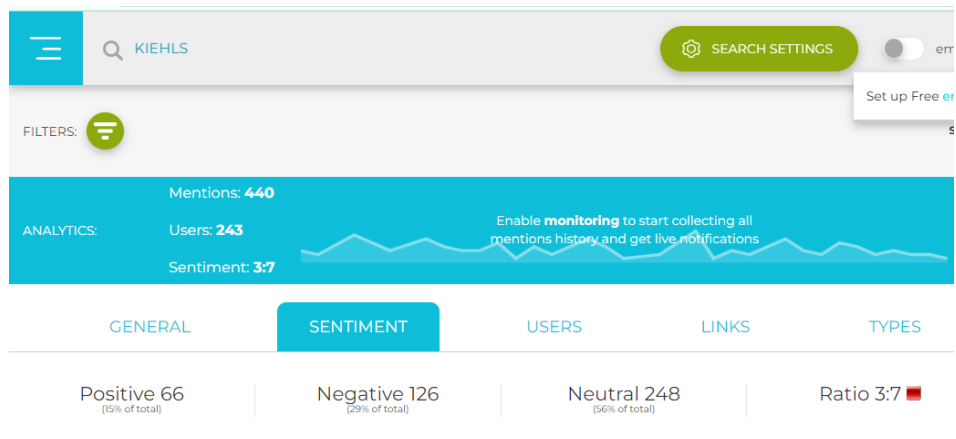 KIEHLS
SEARCH SETTINGS
em
Set up Free en
FILTERS:
s
ANALYTICS:
Mentions: 440
Users: 243
Sentiment: 3:7
Enable monitoring to start collecting all
mentions history and get live notifications
GENERAL
SENTIMENT
USERS
LINKS
TYPES
Positive 66
(15% of total)
Negative 126
(29% of total)
Neutral 248
(56% of total)
Ratio 3:7